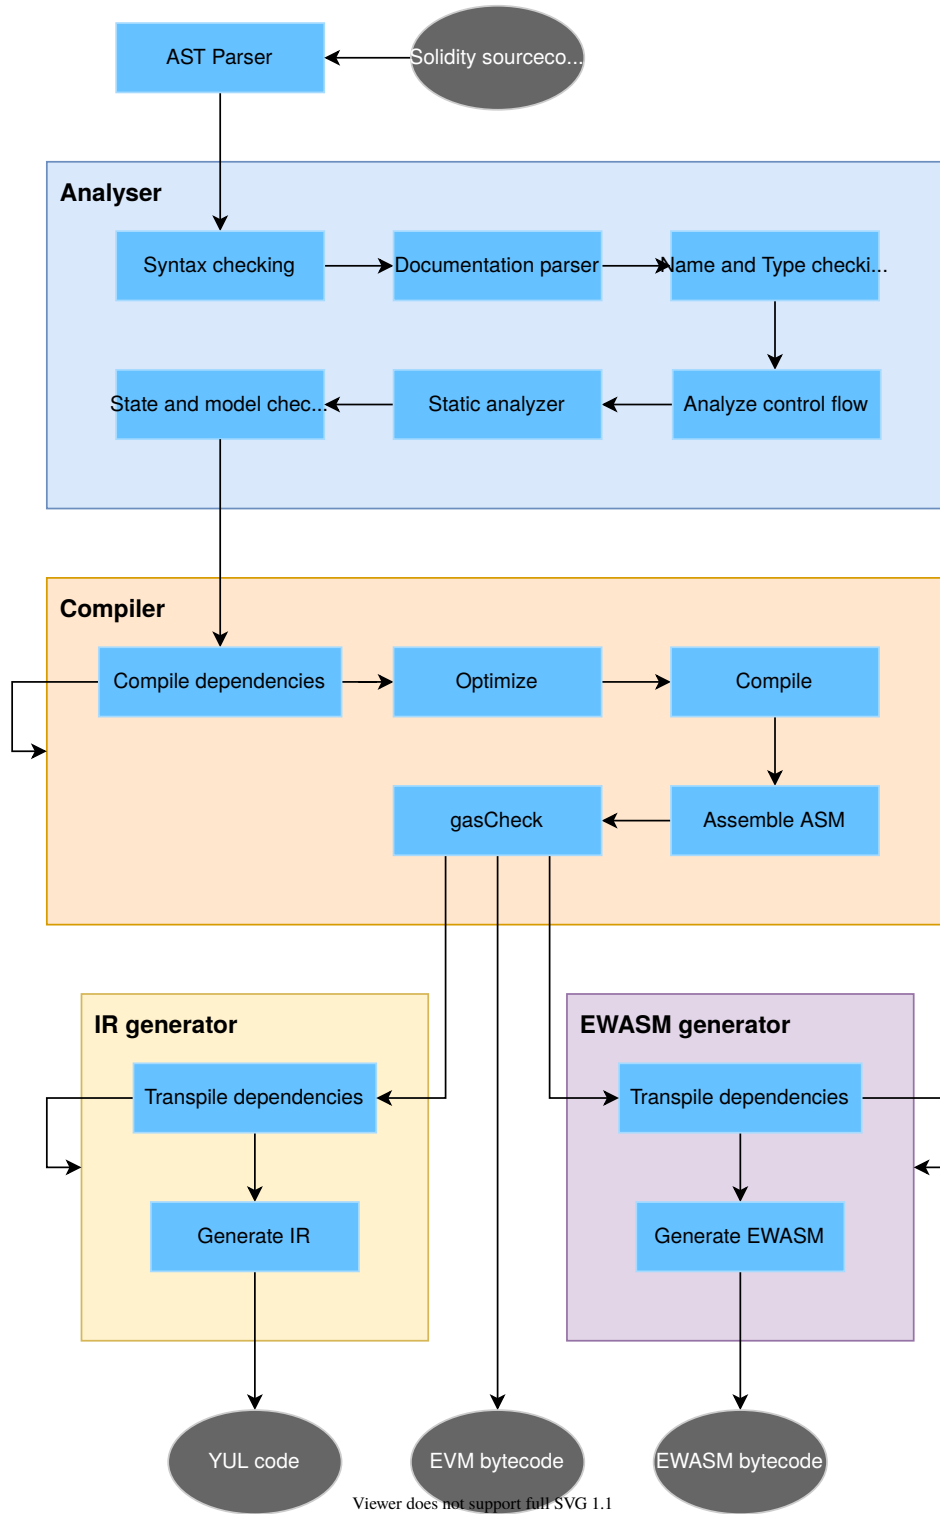 AST Parser
Solidity sourceco...
Analyser
Syntax checking
Documentation parser
Name and Type checki...
State and model chec...
Static analyzer
Analyze control flow
Compiler
Compile dependencies
Optimize
Compile
gasCheck
Assemble ASM
IR generator
EWASM generator
Transpile dependencies
Transpile dependencies
Generate IR
Generate EWASM
YUL code
EVM bytecode
EWASM bytecode
Viewer does not support full SVG 1.1